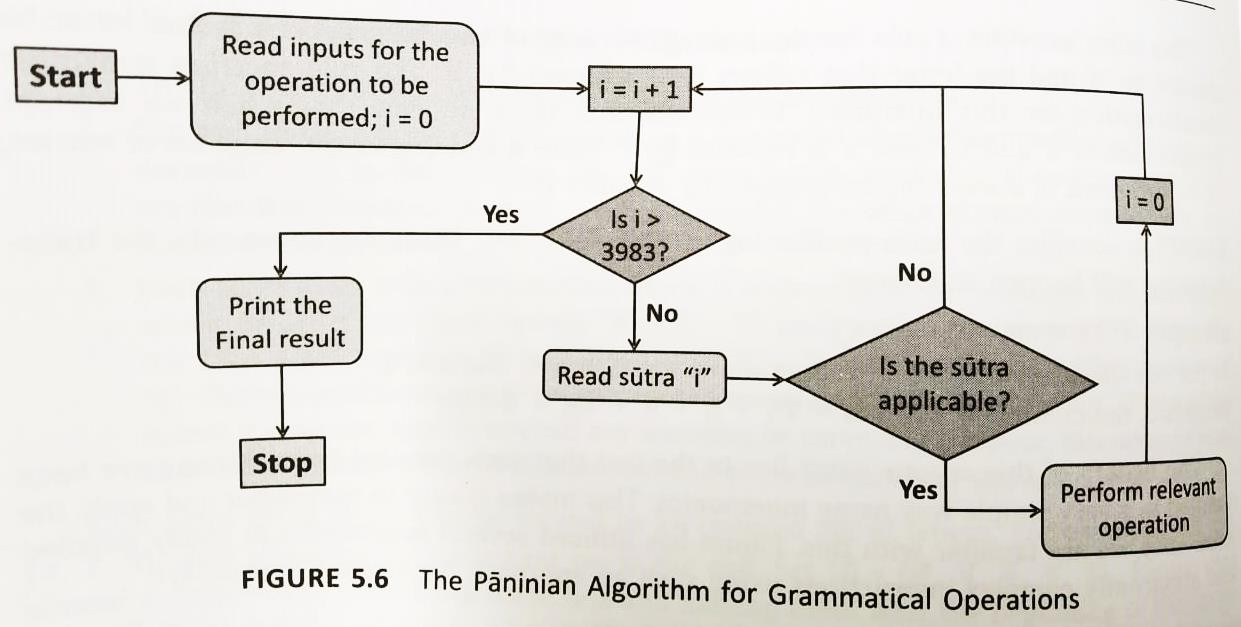 Start
Read inputs for the
operation to be
performed; i = 0
i = i + 1
i = 0
Is i >
3983?
Yes
No
Print the
Final result
Stop
Read sūtra “i”
Is the sūtra
applicable?
No
Yes
Perform relevant
operation
FIGURE 5.6 The Pāṇinian Algorithm for Grammatical Operations